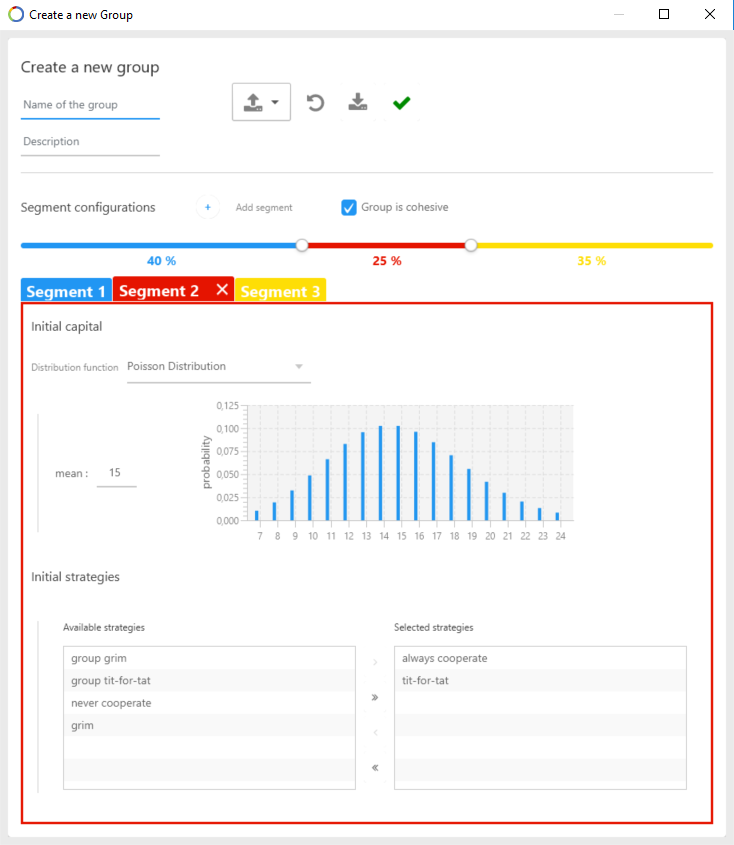 Create a new Group
Create a new group
Name of the group
Description
Segment configurations + Add segment Group is cohesive
40 % 25 % 35 %
Segment 1 Segment 2 Segment 3
Initial capital
Distribution function Poisson Distribution
mean : 15
probability
0,125
0,100
0,075
0,050
0,025
0,000
7 8 9 10 11 12 13 14 15 16 17 18 19 20 21 22 23 24
Initial strategies
Available strategies
group grim
group tit-for-tat
never cooperate
grim
Selected strategies
always cooperate
tit-for-tat